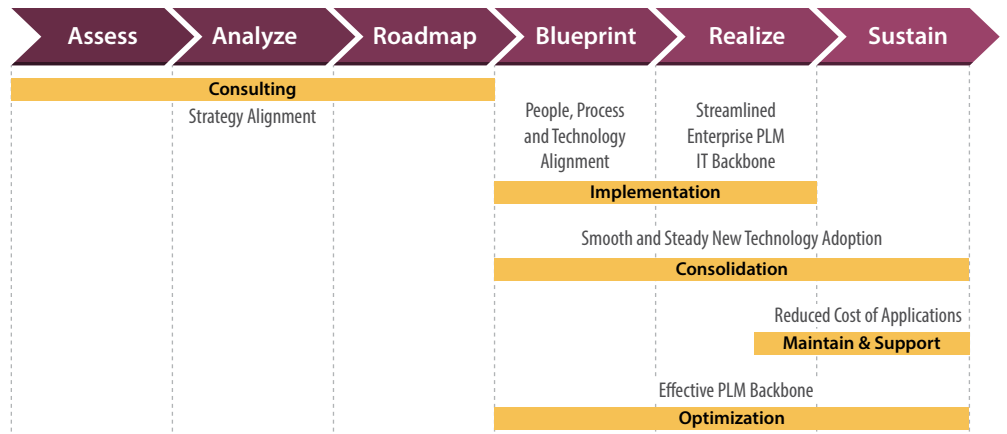 Assess Analyze Roadmap Blueprint Realize Sustain
Consulting
Strategy Alignment
People, Process
and Technology
Alignment
Streamlined
Enterprise PLM
IT Backbone
Implementation
Smooth and Steady New Technology Adoption
Consolidation
Reduced Cost of Applications
Maintain & Support
Effective PLM Backbone
Optimization